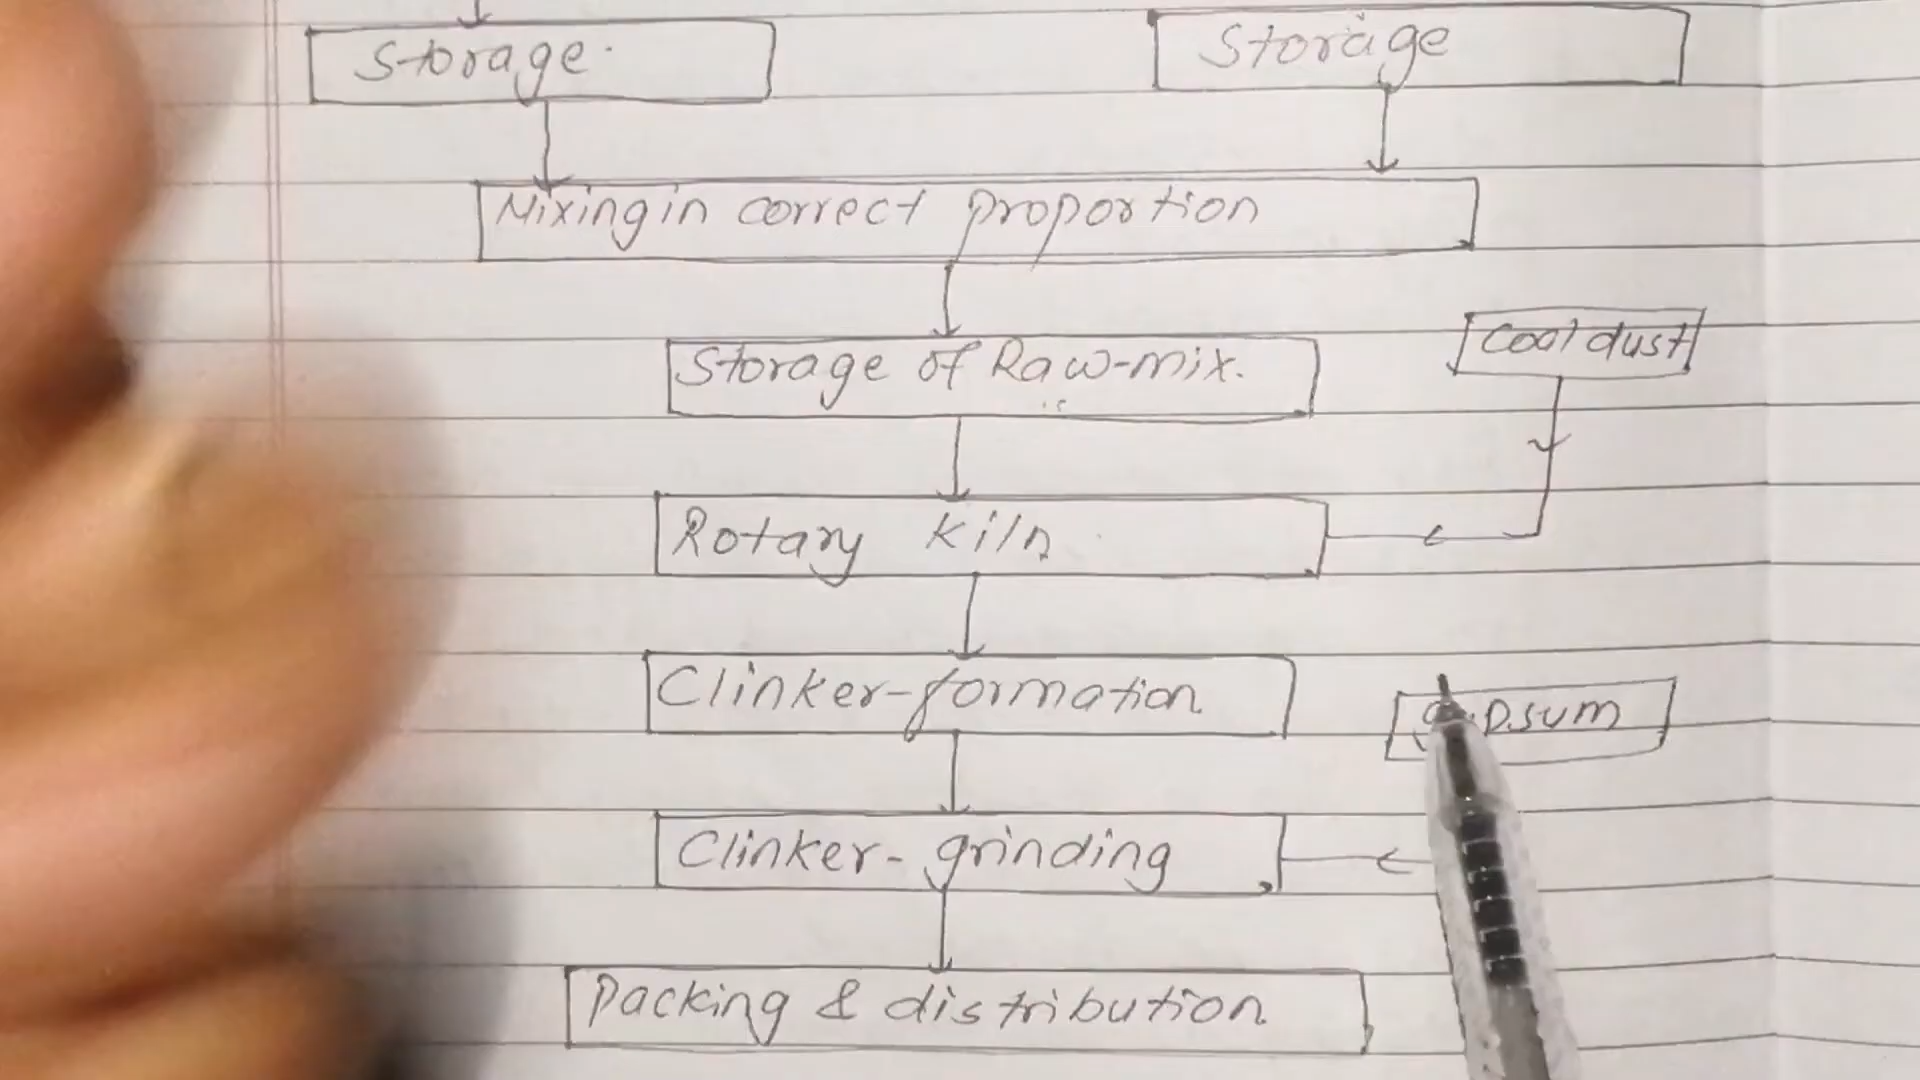 Storage.
Storage
Mixing in correct proportion
Storage of Raw-mix.
Coal dust
Rotary kiln
Clinker-formation
Clinker-grinding
Packing & distribution